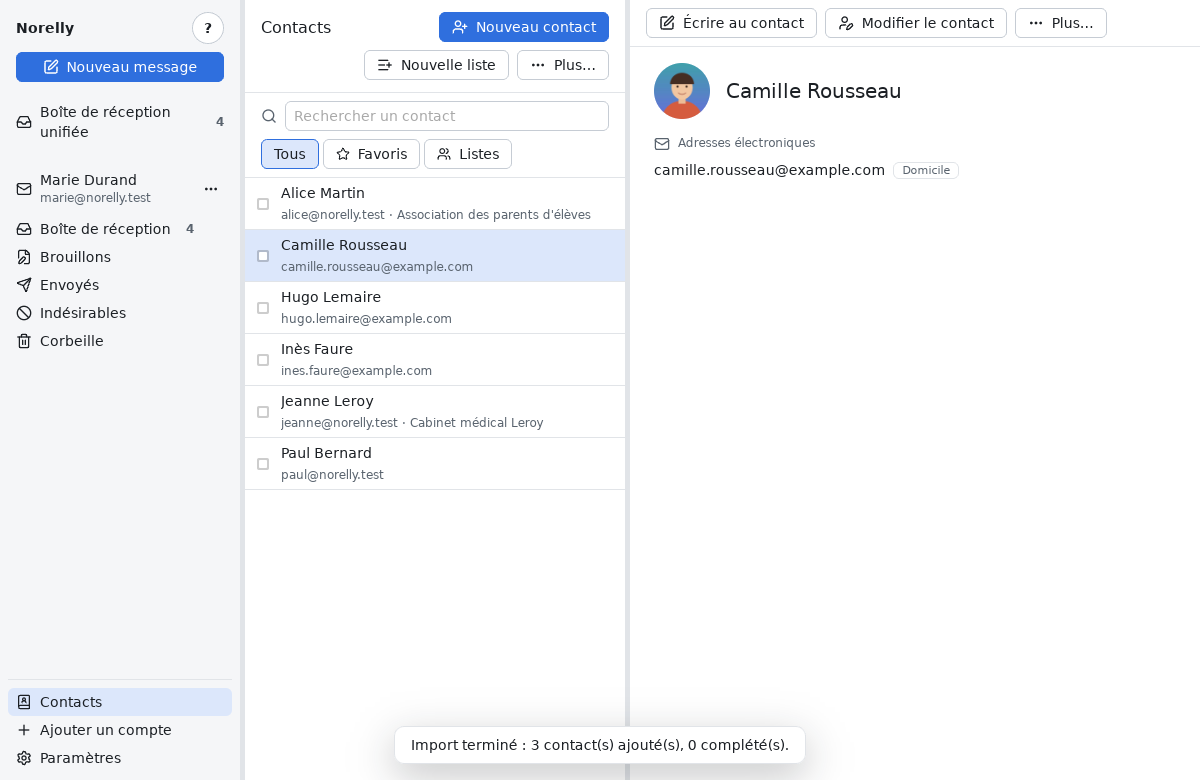 Norelly
?
Nouveau message
Boîte de réception
unifiée
4
Marie Durand
marie@norelly.test
Boîte de réception 4
Brouillons
Envoyés
Indésirables
Corbeille
Contacts
Ajouter un compte
Paramètres
Contacts
Nouveau contact
Nouvelle liste
Plus...
Rechercher un contact
Tous
Favoris
Listes
Alice Martin
alice@norelly.test · Association des parents d'élèves
Camille Rousseau
camille.rousseau@example.com
Hugo Lemaire
hugo.lemaire@example.com
Inès Faure
ines.faure@example.com
Jeanne Leroy
jeanne@norelly.test · Cabinet médical Leroy
Paul Bernard
paul@norelly.test
Écrire au contact
Modifier le contact
Plus...
Camille Rousseau
Adresses électroniques
camille.rousseau@example.com Domicile
Import terminé : 3 contact(s) ajouté(s), 0 complété(s).